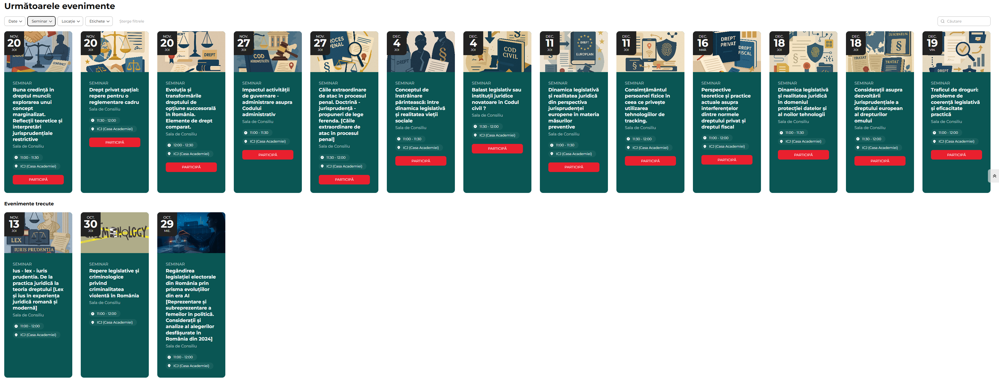 Următoarele evenimente
Date
Seminar
Locație
Etichete
Șterge filtrele
Căutare
NOV.
20
JOI
LABOR
CONTRACT
SEMINAR
Buna credință în
dreptul muncii:
explorarea unui
concept
marginalizat.
Reflecții teoretice și
interpretări
jurisprudențiale
restrictive
Sala de Consiliu
11:00 - 11:30
ICJ (Casa Academiei)
PARTICIPĂ
NOV.
20
JOI
SEMINAR
Drept privat spațial:
repere pentru o
reglementare cadru
Sala de Consiliu
11:30 - 12:00
ICJ (Casa Academiei)
PARTICIPĂ
NOV.
20
JOI
DREPT
SEMINAR
Evoluția și
transformările
dreptului de
opțiune succesorală
în România.
Elemente de drept
comparat.
Sala de Consiliu
12:00 - 12:30
ICJ (Casa Academiei)
PARTICIPĂ
NOV.
27
JOI
COD
ADMINISTRATIV
SEMINAR
Impactul activității
de guvernare -
administrare asupra
Codului
administrativ
Sala de Consiliu
11:00 - 11:30
ICJ (Casa Academiei)
PARTICIPĂ
NOV.
27
JOI
ROCES
PENAL
§
SEMINAR
Căile extraordinare
de atac în procesul
penal. Doctrină -
jurisprudență -
propuneri de lege
ferenda. [Căile
extraordinare de
atac în procesul
penal]
Sala de Consiliu
11:30 - 12:00
ICJ (Casa Academiei)
PARTICIPĂ
DEC.
4
JOI
DREPT
§
SEMINAR
Conceptul de
înstrăinare
părintească: între
dinamica legislativă
și realitatea vieții
sociale
Sala de Consiliu
11:00 - 11:30
ICJ (Casa Academiei)
PARTICIPĂ
DEC.
4
JOI
§
COD
CIVIL
SEMINAR
Balast legislativ sau
instituții juridice
novatoare în Codul
civil ?
Sala de Consiliu
11:30 - 12:00
ICJ (Casa Academiei)
PARTICIPĂ
DEC.
11
JOI
§
DREPT
EUROPEAN
SEMINAR
Dinamica legislativă
și realitatea juridică
din perspectiva
jurisprudenței
europene în materia
măsurilor
preventive
Sala de Consiliu
11:00 - 11:30
ICJ (Casa Academiei)
PARTICIPĂ
DEC.
11
JOI
§
SEMINAR
Consimțământul
persoanei fizice în
ceea ce privește
utilizarea
tehnologiilor de
tracking.
Sala de Consiliu
11:30 - 12:00
ICJ (Casa Academiei)
PARTICIPĂ
DEC.
16
MAR.
DREPT
PRIVAT
DREPT
FISCAL
SEMINAR
Perspective
teoretice și practice
actuale asupra
interferențelor
dintre normele
dreptului privat și
dreptul fiscal
Sala de Consiliu
11:00 - 12:00
ICJ (Casa Academiei)
PARTICIPĂ
DEC.
18
JOI
§
010
010
SEMINAR
Dinamica legislativă
și realitatea juridică
în domeniul
protecției datelor și
al noilor tehnologii
Sala de Consiliu
11:00 - 11:30
ICJ (Casa Academiei)
PARTICIPĂ
DEC.
18
JOI
EUROPAEUM
§
TRATAT
TRATAT
SEMINAR
Considerații asupra
dezvoltării
jurisprudențiale a
dreptului european
al drepturilor
omului
Sala de Consiliu
11:30 - 12:00
ICJ (Casa Academiei)
PARTICIPĂ
DEC.
19
VIN.
DREPT
SEMINAR
Traficul de droguri:
probleme de
coerență legislativă
și eficacitate
practică
Sala de Consiliu
11:00 - 12:00
ICJ (Casa Academiei)
PARTICIPĂ
Evenimente trecute
NOV.
13
JOI
LEX
IURIS PRUDENTIA
SEMINAR
Ius - lex - iuris
prudentia. De la
practica juridică la
teoria dreptului [Lex
și ius în experiența
juridică romană și
modernă]
Sala de Consiliu
11:00 - 12:00
ICJ (Casa Academiei)
OCT.
30
JOI
SEMINAR
Repere legislative și
criminologice
privind
criminalitatea
violentă în România
Sala de Consiliu
11:00 - 12:00
ICJ (Casa Academiei)
OCT.
29
MIE.
SEMINAR
Regândirea
legislației electorale
din România prin
prisma evoluțiilor
din era AI
[Reprezentare și
subreprezentare a
femeilor în politică.
Considerații și
analize al alegerilor
desfășurate în
România din 2024]
Sala de Consiliu
11:00 - 12:00
ICJ (Casa Academiei)